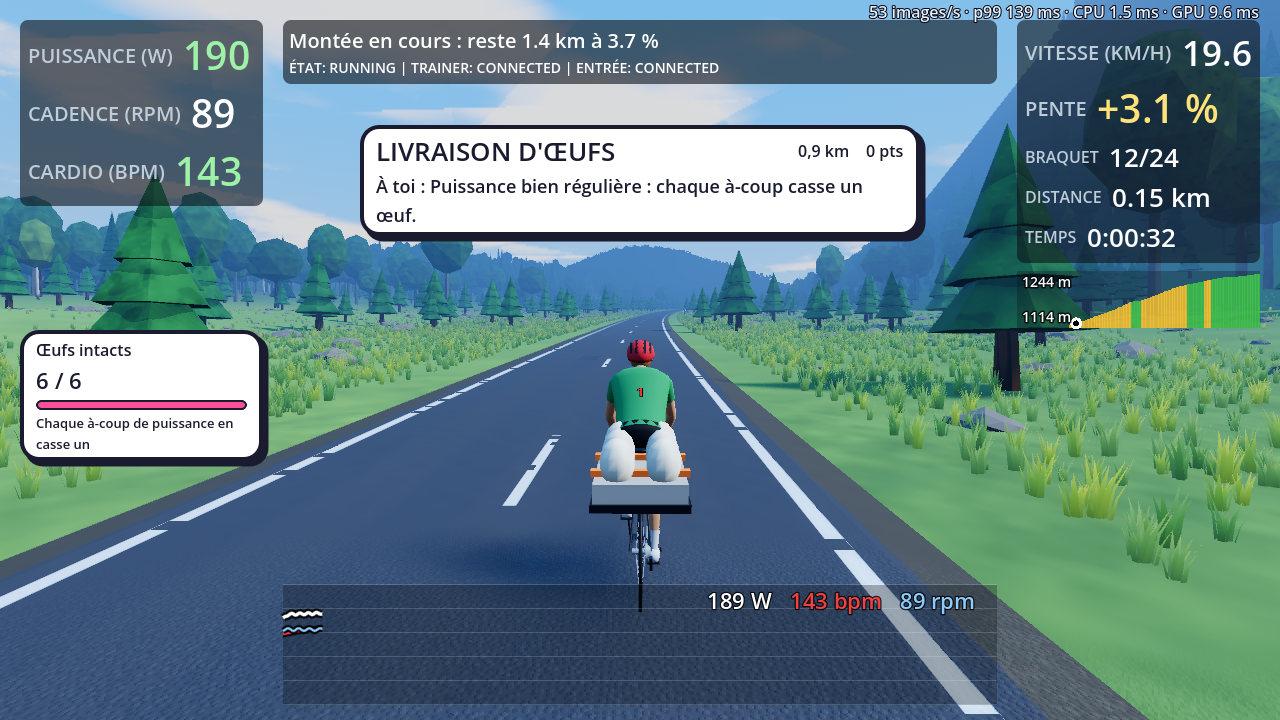 53 images/s · p99 139 ms · CPU 1.5 ms · GPU 9.6 ms
PUISSANCE (W) 190
CADENCE (RPM) 89
CARDIO (BPM) 143
Montée en cours : reste 1.4 km à 3.7 %
ÉTAT: RUNNING | TRAINER: CONNECTED | ENTRÉE: CONNECTED
VITESSE (KM/H) 19.6
PENTE +3.1 %
BRAQUET 12/24
DISTANCE 0.15 km
TEMPS 0:00:32
1244 m
1114 m
LIVRAISON D'ŒUFS 0,9 km 0 pts
À toi : Puissance bien régulière : chaque à-coup casse un
œuf.
Œufs intacts
6 / 6
Chaque à-coup de puissance en
casse un
1
189 W 143 bpm 89 rpm